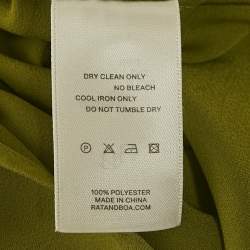 DRY CLEAN ONLY
NO BLEACH
COOL IRON ONLY
DO NOT TUMBLE DRY
P
100% POLYESTER
MADE IN CHINA
RATANDBOA.COM